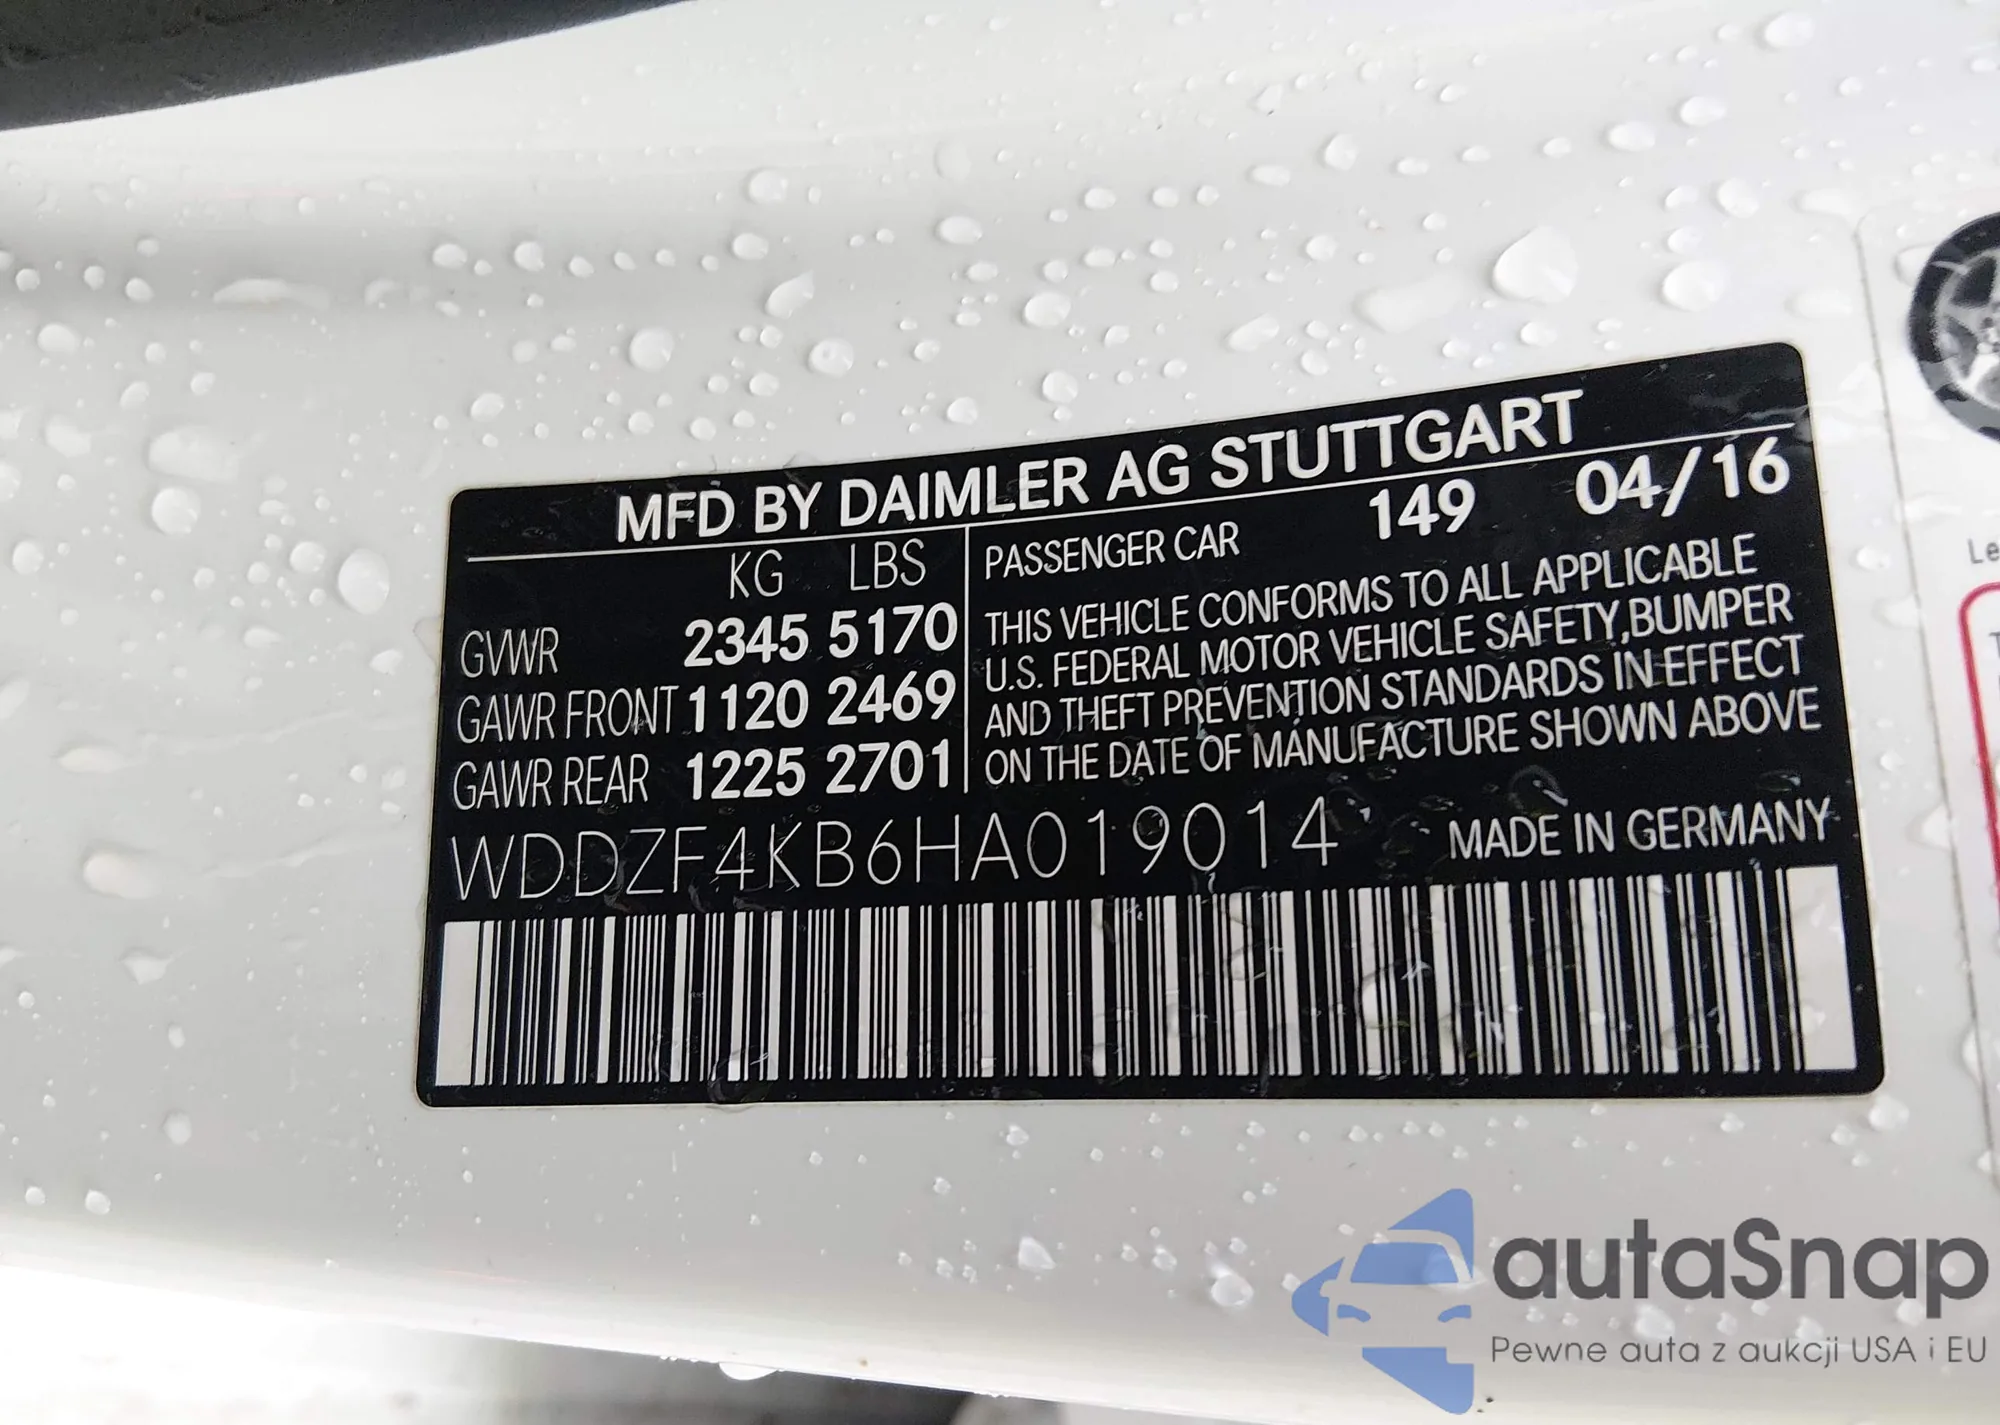 MFD BY DAIMLER AG STUTTGART
KG LBS
GVWR 2345 5170
GAWR FRONT 1120 2469
GAWR REAR 1225 2701
PASSENGER CAR 149 04/16
THIS VEHICLE CONFORMS TO ALL APPLICABLE
U.S. FEDERAL MOTOR VEHICLE SAFETY,BUMPER
AND THEFT PREVENTION STANDARDS IN EFFECT
ON THE DATE OF MANUFACTURE SHOWN ABOVE
WDDZF4KB6HA019014 MADE IN GERMANY
autaSnap
Pewne auta z aukcji USA i EU